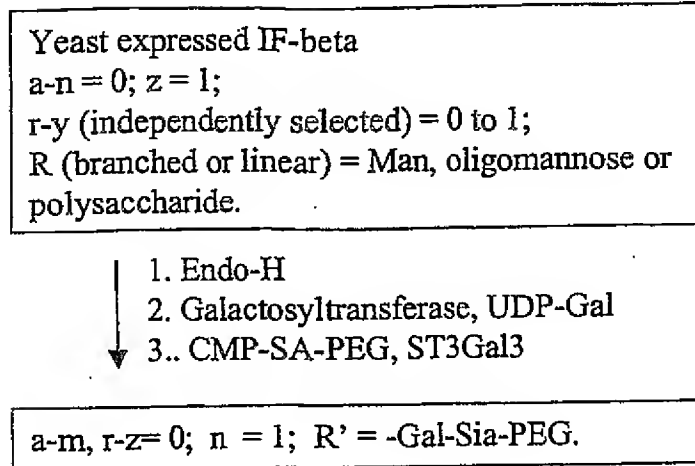 Yeast expressed IF-beta
a-n = 0; z = 1;
r-y (independently selected) = 0 to 1;
R (branched or linear) = Man, oligomannose or
polysaccharide.
1. Endo-H
2. Galactosyltransferase, UDP-Gal
3.. CMP-SA-PEG, ST3Gal3
a-m, r-z= 0; n = 1; R' = -Gal-Sia-PEG.